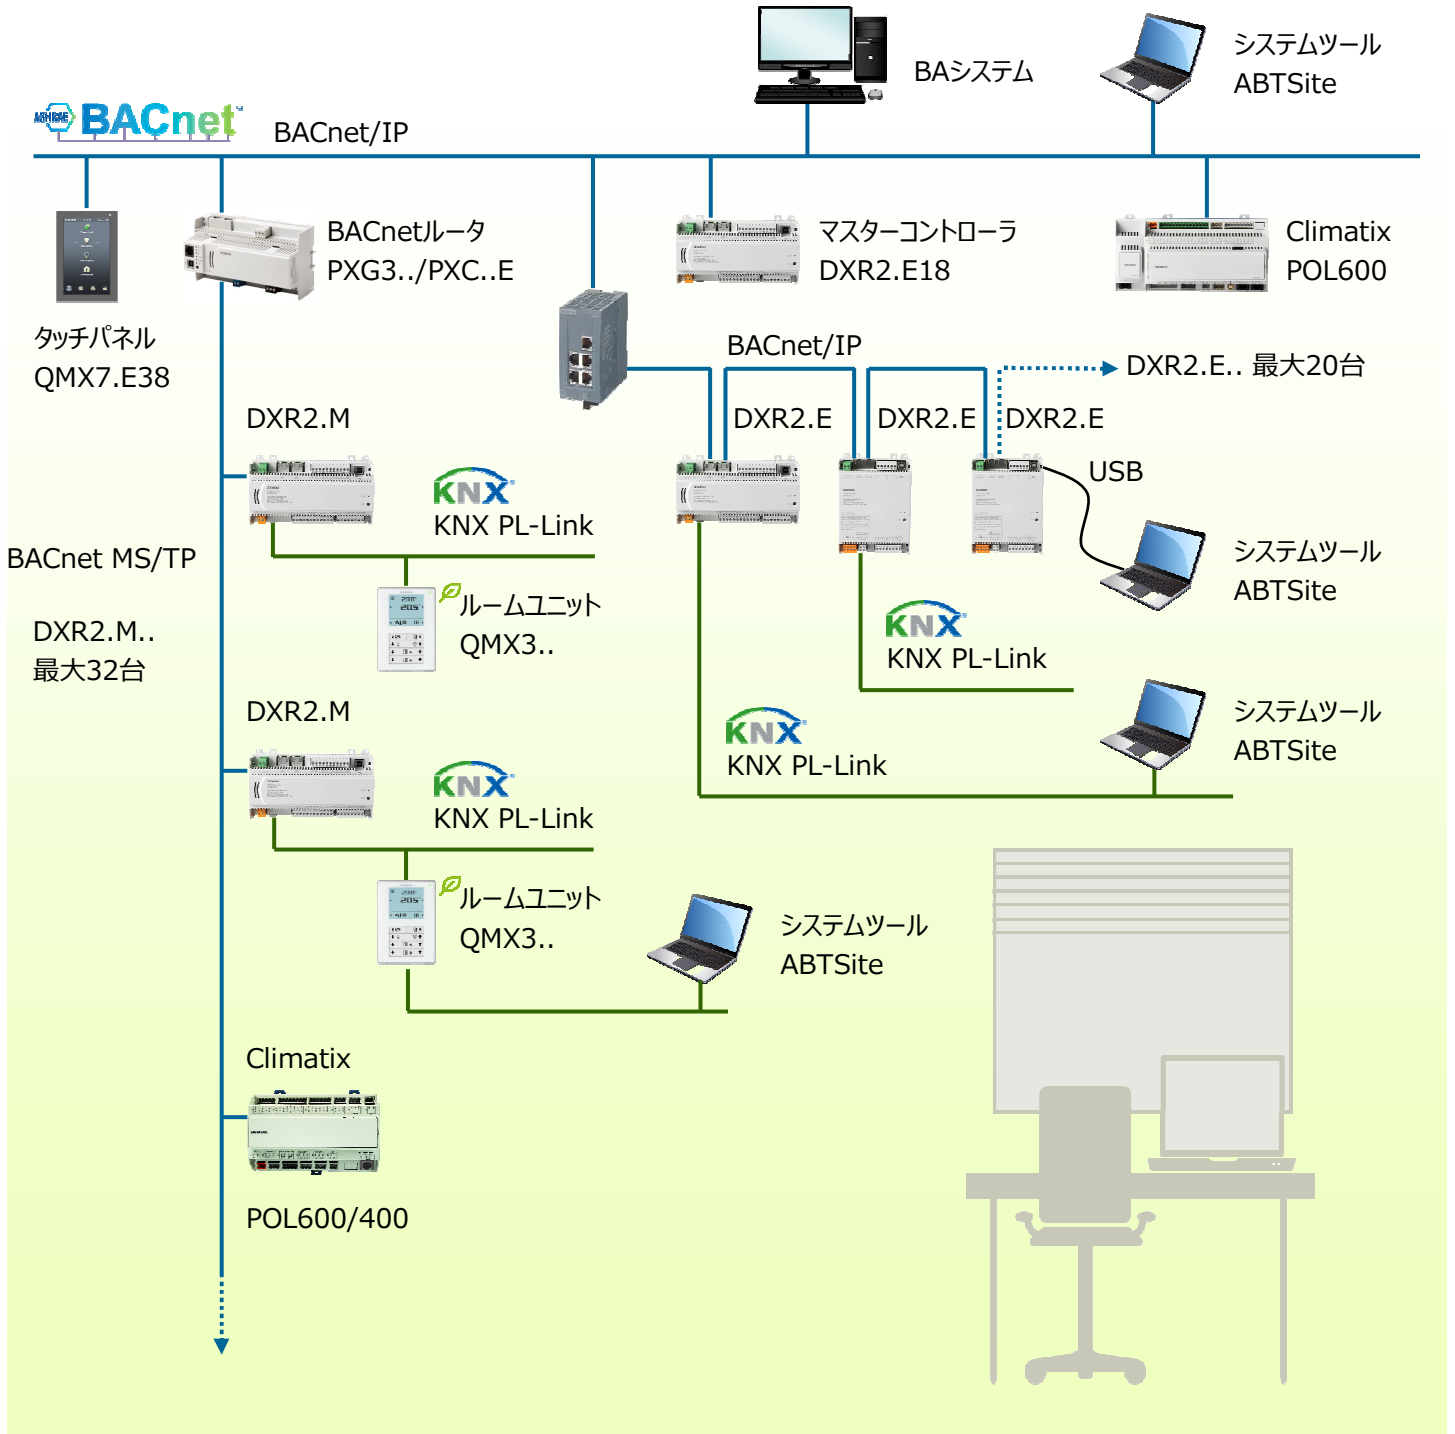 BAシステム
システムツール
ABTSite
ASHRAE BACnet™
BACnet/IP
タッチパネル
QMX7.E38
BACnetルータ
PXG3../PXC..E
マスターコントローラ
DXR2.E18
Climatix
POL600
BACnet/IP
DXR2.E.. 最大20台
DXR2.M
DXR2.E
DXR2.E
DXR2.E
USB
KNX®
KNX PL-Link
BACnet MS/TP
DXR2.M..
最大32台
ルームユニット
QMX3..
システムツール
ABTSite
KNX®
KNX PL-Link
システムツール
ABTSite
DXR2.M
KNX®
KNX PL-Link
KNX®
KNX PL-Link
ルームユニット
QMX3..
システムツール
ABTSite
Climatix
POL600/400